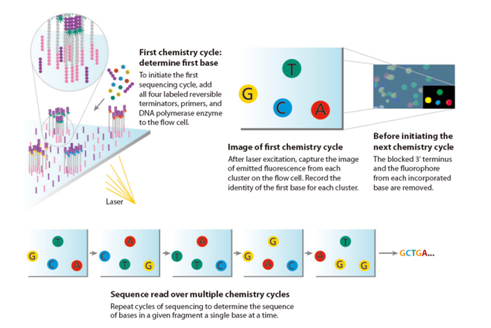 First chemistry cycle:
determine first base
To initiate the first
sequencing cycle, add
all four labeled reversible
terminators, primers, and
DNA polymerase enzyme
to the flow cell.
Laser
T
G
C A
Image of first chemistry cycle
After laser excitation, capture the image
of emitted fluorescence from each
cluster on the flow cell. Record the
identity of the first base for each cluster.
Before initiating the
next chemistry cycle
The blocked 3' terminus
and the fluorophore
from each incorporated
base are removed.
T
G
C A
C
T G
T
T C
G
G
A C
T
A
G G
GCTGA...
Sequence read over multiple chemistry cycles
Repeat cycles of sequencing to determine the sequence
of bases in a given fragment a single base at a time.